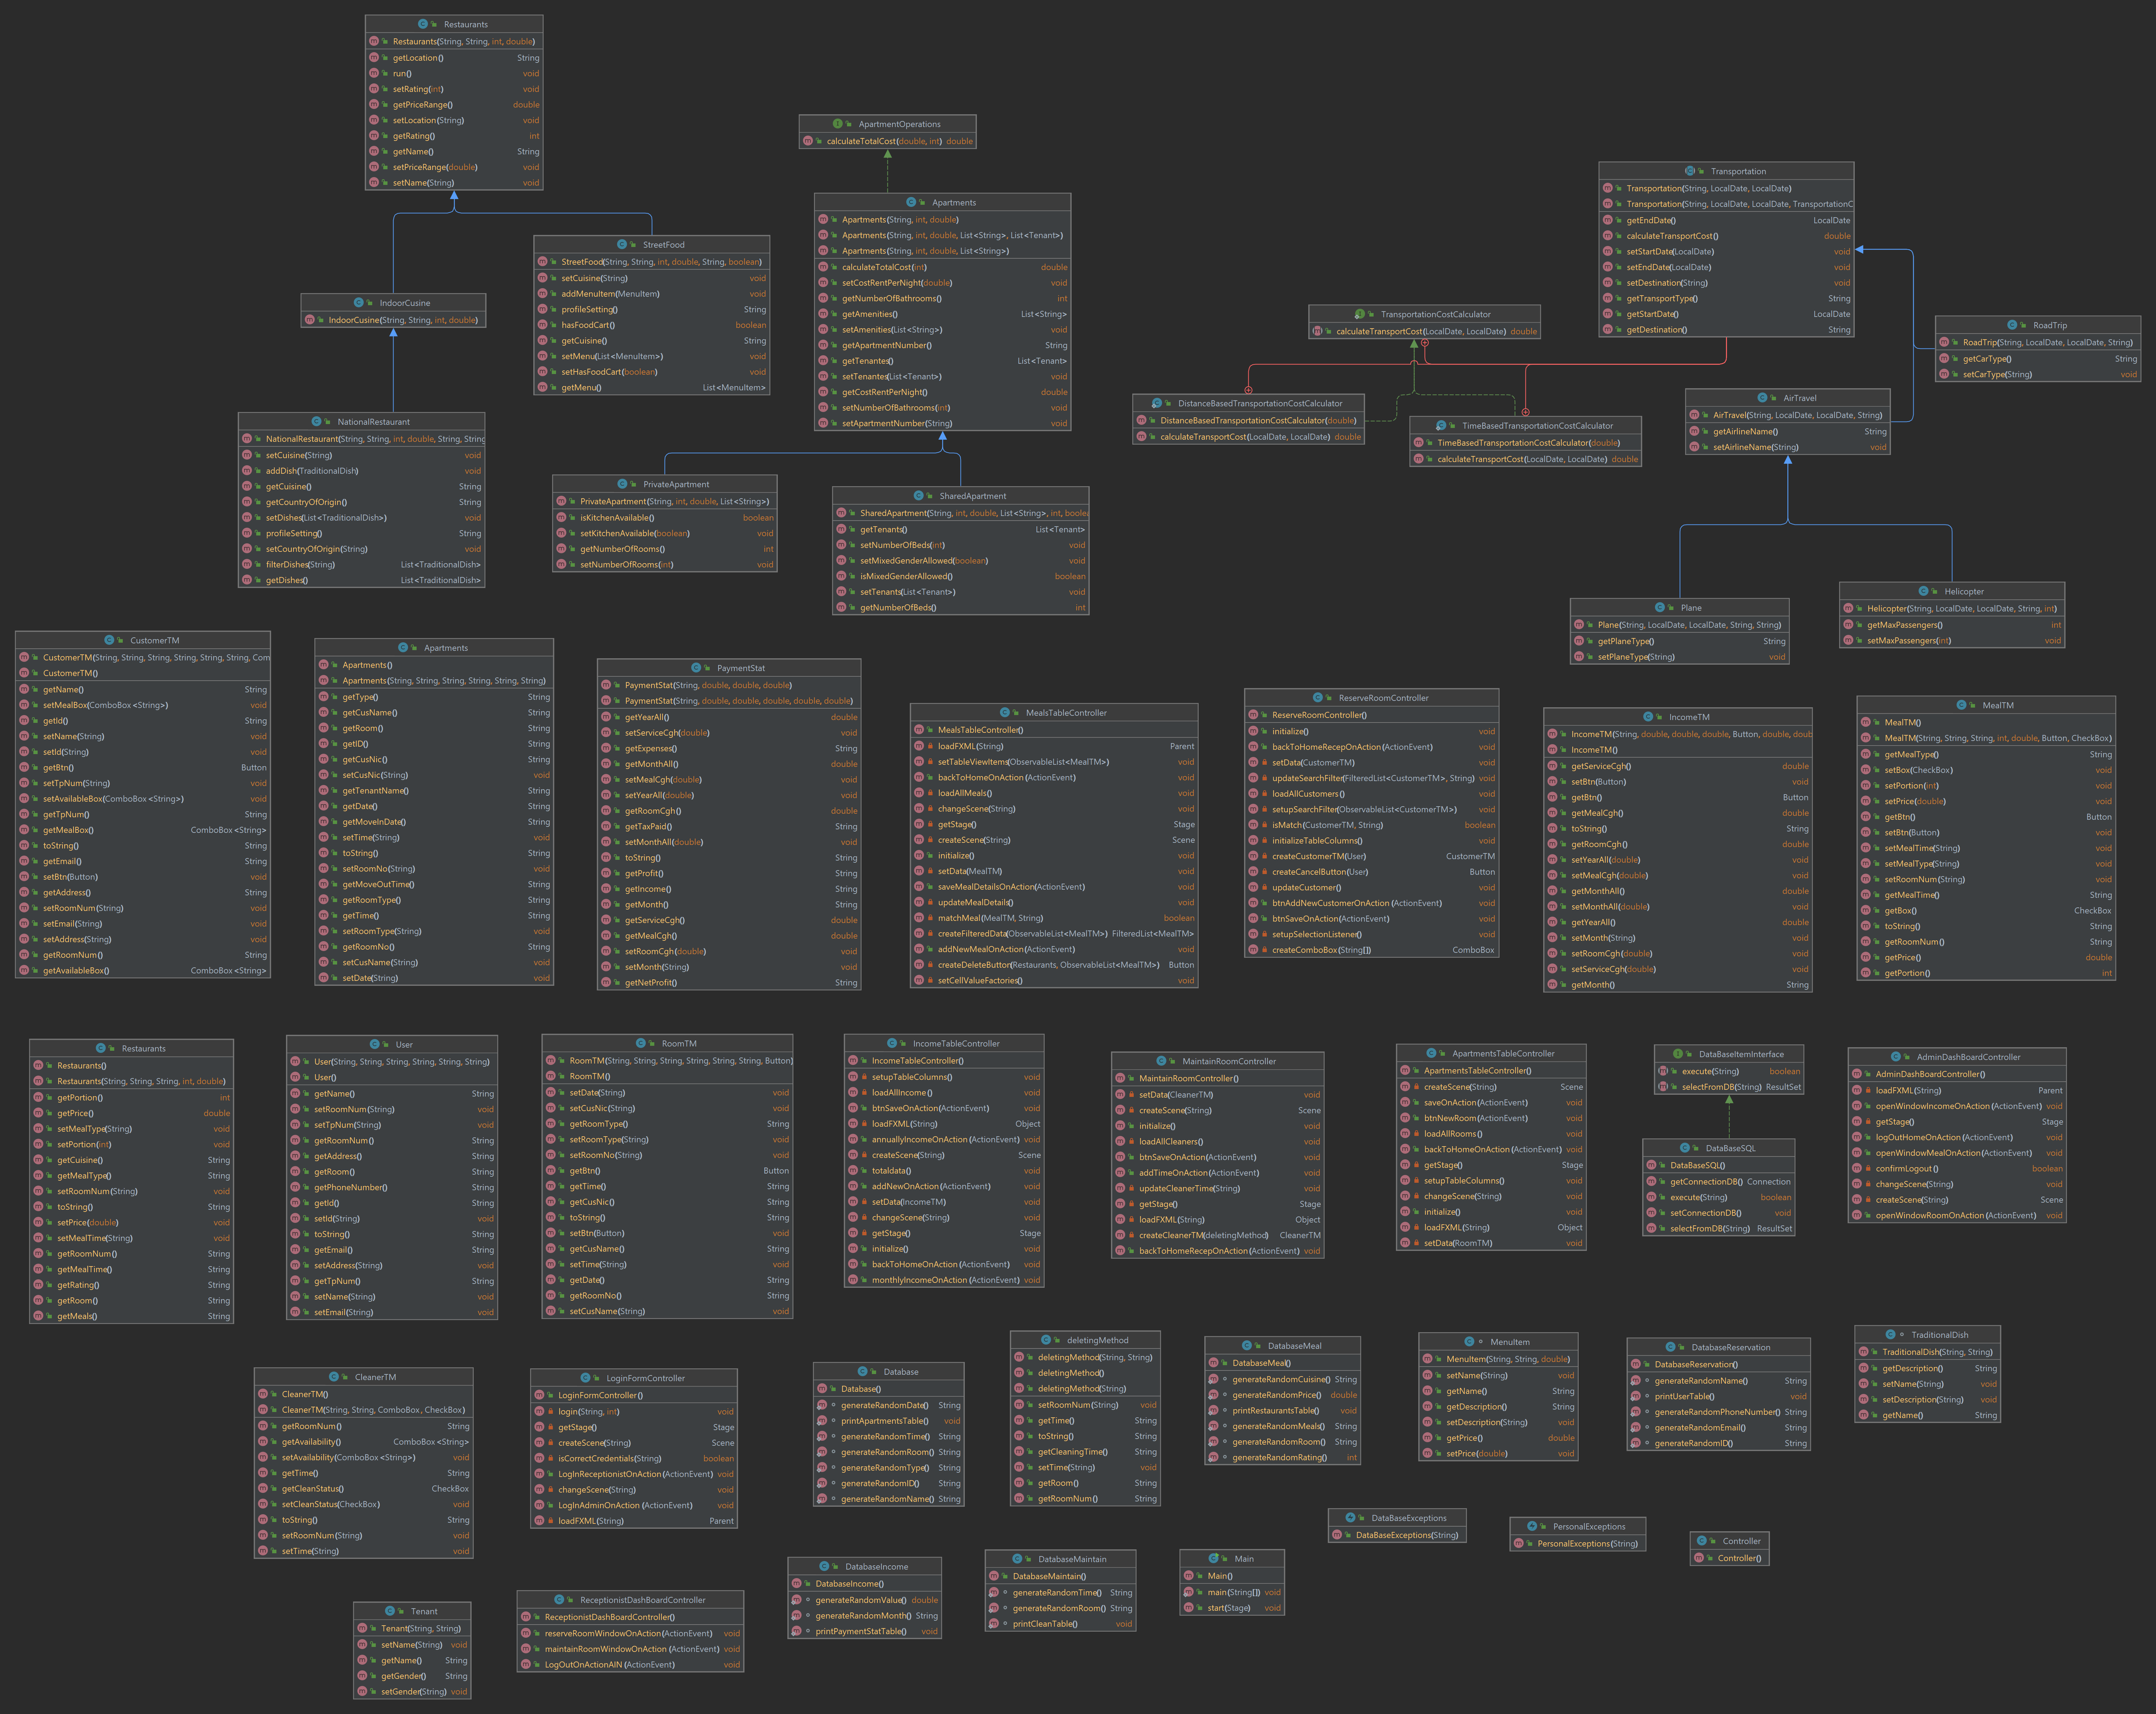 Restaurants
Restaurants(String, String, int, double)
getLocation() String
run() void
setRating(int) void
getPriceRange() double
setLocation(String) void
getRating() int
getName() String
setPriceRange(double) void
setName(String) void
ApartmentOperations
calculateTotalCost(double, int) double
Transportation
Transportation(String, LocalDate, LocalDate)
Transportation(String, LocalDate, LocalDate, TransportationC
getEndDate() LocalDate
calculateTransportCost() double
setStartDate(LocalDate) void
setEndDate(LocalDate) void
setDestination(String) void
getTransportType() String
getStartDate() LocalDate
getDestination() String
Apartments
Apartments(String, int, double)
Apartments(String, int, double, List<String>, List<Tenant>)
Apartments(String, int, double, List<String>)
calculateTotalCost(int) double
setCostRentPerNight(double) void
getNumberOfBathrooms() int
getAmenities() List<String>
setAmenities(List<String>) void
getApartmentNumber() String
getTenantes() List<Tenant>
setTenantes(List<Tenant>) void
getCostRentPerNight() double
setNumberOfBathrooms(int) void
setApartmentNumber(String) void
StreetFood
StreetFood(String, String, int, double, String, boolean)
setCuisine(String) void
addMenuItem(MenuItem) void
profileSetting() String
hasFoodCart() boolean
getCuisine() String
setMenu(List<MenuItem>) void
setHasFoodCart(boolean) void
getMenu() List<MenuItem>
IndoorCusine
IndoorCusine(String, String, int, double)
TransportationCostCalculator
calculateTransportCost(LocalDate, LocalDate) double
RoadTrip
RoadTrip(String, LocalDate, LocalDate, String)
getCarType() String
setCarType(String) void
DistanceBasedTransportationCostCalculator
DistanceBasedTransportationCostCalculator(double)
calculateTransportCost(LocalDate, LocalDate) double
TimeBasedTransportationCostCalculator
TimeBasedTransportationCostCalculator(double)
calculateTransportCost(LocalDate, LocalDate) double
AirTravel
AirTravel(String, LocalDate, LocalDate, String)
getAirlineName() String
setAirlineName(String) void
NationalRestaurant
NationalRestaurant(String, String, int, double, String, String
setCuisine(String) void
addDish(TraditionalDish) void
getCuisine() String
getCountryOfOrigin() String
setDishes(List<TraditionalDish>) void
profileSetting() String
setCountryOfOrigin(String) void
filterDishes(String) List<TraditionalDish>
getDishes() List<TraditionalDish>
PrivateApartment
PrivateApartment(String, int, double, List<String>)
isKitchenAvailable() boolean
setKitchenAvailable(boolean) void
getNumberOfRooms() int
setNumberOfRooms(int) void
SharedApartment
SharedApartment(String, int, double, List<String>, int, boolea
getTenants() List<Tenant>
setNumberOfBeds(int) void
setMixedGenderAllowed(boolean) void
isMixedGenderAllowed() boolean
setTenants(List<Tenant>) void
getNumberOfBeds() int
Plane
Plane(String, LocalDate, LocalDate, String, String)
getPlaneType() String
setPlaneType(String) void
Helicopter
Helicopter(String, LocalDate, LocalDate, String, int)
getMaxPassengers() int
setMaxPassengers(int) void
CustomerTM
CustomerTM(String, String, String, String, String, String, Com
CustomerTM()
getName() String
setMealBox(ComboBox<String>) void
getId() String
setName(String) void
setId(String) void
getBtn() Button
setTpNum(String) void
setAvailableBox(ComboBox<String>) void
getTpNum() String
getMealBox() ComboBox<String>
toString() String
getEmail() String
setBtn(Button) void
getAddress() String
setRoomNum(String) void
setEmail(String) void
setAddress(String) void
getRoomNum() String
getAvailableBox() ComboBox<String>
Apartments
Apartments()
Apartments(String, String, String, String, String, String)
getType() String
getCusName() String
getRoom() String
getID() String
getCusNic() String
setCusNic(String) void
getTenantName() String
getDate() String
getMoveInDate() String
setTime(String) void
toString() String
setRoomNo(String) void
getMoveOutTime() String
getRoomType() String
getTime() String
setRoomType(String) void
getRoomNo() String
setCusName(String) void
setDate(String) void
PaymentStat
PaymentStat(String, double, double, double)
PaymentStat(String, double, double, double, double, double)
getYearAll() double
setServiceCgh(double) void
getExpenses() String
getMonthAll() double
setMealCgh(double) void
setYearAll(double) void
getRoomCgh() double
getTaxPaid() String
setMonthAll(double) void
toString() String
getProfit() String
getIncome() String
getMonth() String
getServiceCgh() double
getMealCgh() double
setRoomCgh(double) void
setMonth(String) void
getNetProfit() String
MealsTableController
MealsTableController()
loadFXML(String) Parent
setTableViewItems(ObservableList<MealTM>) void
backToHomeOnAction(ActionEvent) void
loadAllMeals() void
changeScene(String) void
getStage() Stage
createScene(String) Scene
initialize() void
setData(MealTM) void
saveMealDetailsOnAction(ActionEvent) void
updateMealDetails() void
matchMeal(MealTM, String) boolean
createFilteredData(ObservableList<MealTM>) FilteredList<MealTM>
addNewMealOnAction(ActionEvent) void
createDeleteButton(Restaurants, ObservableList<MealTM>) Button
setCellValueFactories() void
ReserveRoomController
ReserveRoomController()
initialize() void
backToHomeRecepOnAction(ActionEvent) void
setData(CustomerTM) void
updateSearchFilter(FilteredList<CustomerTM>, String) void
loadAllCustomers() void
setupSearchFilter(ObservableList<CustomerTM>) void
isMatch(CustomerTM, String) boolean
initializeTableColumns() void
createCustomerTM(User) CustomerTM
createCancelButton(User) Button
updateCustomer() void
btnAddNewCustomerOnAction(ActionEvent) void
btnSaveOnAction(ActionEvent) void
setupSelectionListener() void
createComboBox(String[]) ComboBox
IncomeTM
IncomeTM(String, double, double, double, Button, double, doub
IncomeTM()
getServiceCgh() double
setBtn(Button) void
getBtn() Button
getMealCgh() double
toString() String
getRoomCgh() double
setYearAll(double) void
setMealCgh(double) void
getMonthAll() double
setMonthAll(double) void
getYearAll() double
setMonth(String) void
setRoomCgh(double) void
setServiceCgh(double) void
getMonth() String
MealTM
MealTM()
MealTM(String, String, String, int, double, Button, CheckBox)
getMealType() String
setBox(CheckBox) void
setPortion(int) void
setPrice(double) void
getBtn() Button
setBtn(Button) void
setMealTime(String) void
setMealType(String) void
setRoomNum(String) void
getMealTime() String
getBox() CheckBox
toString() String
getRoomNum() String
getPrice() double
getPortion() int
Restaurants
Restaurants()
Restaurants(String, String, String, int, double)
getPortion() int
getPrice() double
setMealType(String) void
setPortion(int) void
getCuisine() String
getMealType() String
setRoomNum(String) void
toString() String
setPrice(double) void
setMealTime(String) void
getRoomNum() String
getMealTime() String
getRating() String
getRoom() String
getMeals() String
User
User(String, String, String, String, String, String)
User()
getName() String
setRoomNum(String) void
setTpNum(String) void
getRoomNum() String
getAddress() String
getRoom() String
getPhoneNumber() String
getId() String
setId(String) void
toString() String
getEmail() String
setAddress(String) void
getTpNum() String
setName(String) void
setEmail(String) void
RoomTM
RoomTM(String, String, String, String, String, String, Button)
RoomTM()
setDate(String) void
setCusNic(String) void
getRoomType() String
setRoomType(String) void
setRoomNo(String) void
getBtn() Button
getTime() String
getCusNic() String
toString() String
setBtn(Button) void
getCusName() String
setTime(String) void
getDate() String
getRoomNo() String
setCusName(String) void
IncomeTableController
IncomeTableController()
setupTableColumns() void
loadAllIncome() void
btnSaveOnAction(ActionEvent) void
loadFXML(String) Object
annuallyIncomeOnAction(ActionEvent) void
createScene(String) Scene
totaldata() void
addNewOnAction(ActionEvent) void
setData(IncomeTM) void
changeScene(String) void
getStage() Stage
initialize() void
backToHomeOnAction(ActionEvent) void
monthlyIncomeOnAction(ActionEvent) void
MaintainRoomController
MaintainRoomController()
setData(CleanerTM) void
createScene(String) Scene
initialize() void
loadAllCleaners() void
btnSaveOnAction(ActionEvent) void
addTimeOnAction(ActionEvent) void
updateCleanerTime(String) void
getStage() Stage
loadFXML(String) Object
createCleanerTM(deletingMethod) CleanerTM
backToHomeRecepOnAction(ActionEvent) void
ApartmentsTableController
ApartmentsTableController()
createScene(String) Scene
saveOnAction(ActionEvent) void
btnNewRoom(ActionEvent) void
loadAllRooms() void
backToHomeOnAction(ActionEvent) void
getStage() Stage
setupTableColumns() void
changeScene(String) void
initialize() void
loadFXML(String) Object
setData(RoomTM) void
DataBaseItemInterface
execute(String) boolean
selectFromDB(String) ResultSet
DataBaseSQL
DataBaseSQL()
getConnectionDB() Connection
execute(String) boolean
setConnectionDB() void
selectFromDB(String) ResultSet
AdminDashBoardController
AdminDashBoardController()
loadFXML(String) Parent
openWindowIncomeOnAction(ActionEvent) void
getStage() Stage
logOutHomeOnAction(ActionEvent) void
openWindowMealOnAction(ActionEvent) void
confirmLogout() boolean
changeScene(String) void
createScene(String) Scene
openWindowRoomOnAction(ActionEvent) void
CleanerTM
CleanerTM()
CleanerTM(String, String, ComboBox, CheckBox)
getRoomNum() String
getAvailability() ComboBox<String>
setAvailability(ComboBox<String>) void
getTime() String
getCleanStatus() CheckBox
setCleanStatus(CheckBox) void
toString() String
setRoomNum(String) void
setTime(String) void
LoginFormController
LoginFormController()
login(String, int) void
getStage() Stage
createScene(String) Scene
isCorrectCredentials(String) boolean
LogInReceptionistOnAction(ActionEvent) void
changeScene(String) void
LogInAdminOnAction(ActionEvent) void
loadFXML(String) Parent
Database
Database()
generateRandomDate() String
printApartmentsTable() void
generateRandomTime() String
generateRandomRoom() String
generateRandomType() String
generateRandomID() String
generateRandomName() String
deletingMethod
deletingMethod(String, String)
deletingMethod()
deletingMethod(String)
setRoomNum(String) void
getTime() String
toString() String
getCleaningTime() String
setTime(String) void
getRoom() String
getRoomNum() String
DatabaseMeal
DatabaseMeal()
generateRandomCuisine() String
generateRandomPrice() double
printRestaurantsTable() void
generateRandomMeals() String
generateRandomRoom() String
generateRandomRating() int
MenuItem
MenuItem(String, String, double)
setName(String) void
getName() String
getDescription() String
setDescription(String) void
getPrice() double
setPrice(double) void
DatabaseReservation
DatabaseReservation()
generateRandomName() String
printUserTable() void
generateRandomPhoneNumber() String
generateRandomEmail() String
generateRandomID() String
TraditionalDish
TraditionalDish(String, String)
getDescription() String
setName(String) void
setDescription(String) void
getName() String
DataBaseExceptions
DataBaseExceptions(String)
PersonalExceptions
PersonalExceptions(String)
Controller
Controller()
DatabaseIncome
DatabaseIncome()
generateRandomValue() double
generateRandomMonth() String
printPaymentStatTable() void
DatabaseMaintain
DatabaseMaintain()
generateRandomTime() String
generateRandomRoom() String
printCleanTable() void
Main
Main()
main(String[]) void
start(Stage) void
Tenant
Tenant(String, String)
setName(String) void
getName() String
getGender() String
setGender(String) void
ReceptionistDashBoardController
ReceptionistDashBoardController()
reserveRoomWindowOnAction(ActionEvent) void
maintainRoomWindowOnAction(ActionEvent) void
LogOutOnActionAIN(ActionEvent) void